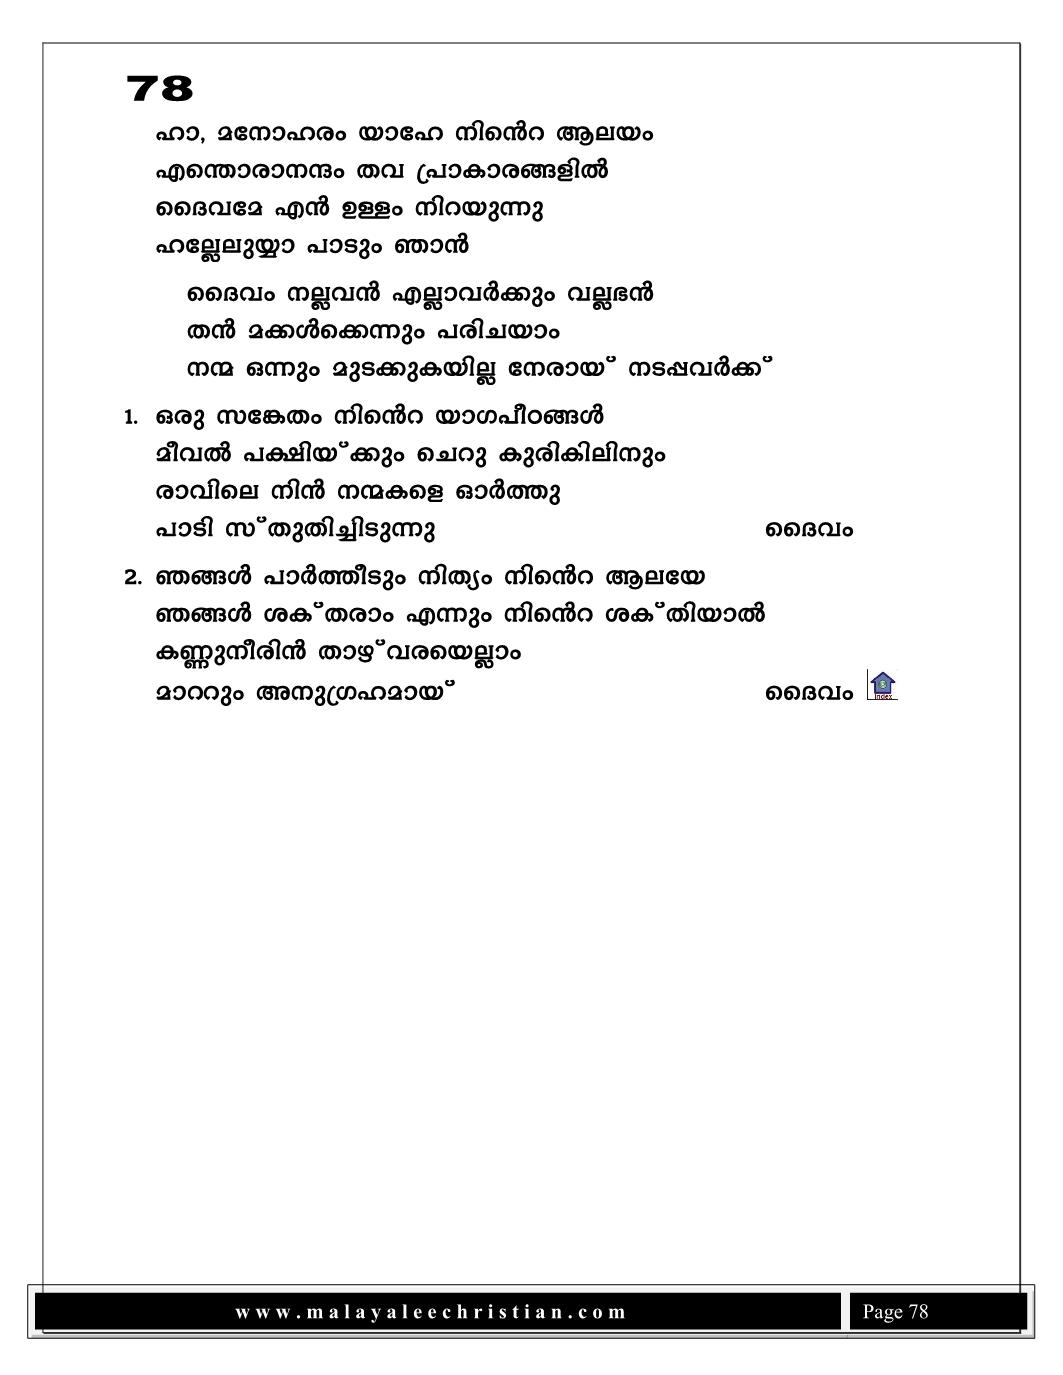 78
ഹാ, മനോഹരം യാഹേ നിൻെറ ആലയം
എന്തൊരാനന്ദം തവ പ്രാകാരങ്ങളിൽ
ദൈവമേ എൻ ഉള്ളം നിറയുന്നു
ഹല്ലേലുയ്യാ പാടും ഞാൻ
ദൈവം നല്ലവൻ എല്ലാവർക്കും വല്ലഭൻ
തൻ മക്കൾക്കെന്നും പരിചയാം
നന്മ ഒന്നും മുടക്കുകയില്ല നേരായ് നടപ്പവർക്ക്
1. ഒരു സങ്കേതം നിൻെറ യാഗപീഠങ്ങൾ
മീവൽ പക്ഷിയ്ക്കും ചെറു കുരികിലിനും
രാവിലെ നിൻ നന്മകളെ ഓർത്തു
പാടി സ്തുതിച്ചിടുന്നു ദൈവം
2. ഞങ്ങൾ പാർത്തീടും നിത്യം നിൻെറ ആലയേ
ഞങ്ങൾ ശക്തരാം എന്നും നിൻെറ ശക്തിയാൽ
കണ്ണുനീരിൻ താഴ്വരയെല്ലാം
മാററും അനുഗ്രഹമായ് ദൈവം
Index
www.malayaleechristian.com Page 78